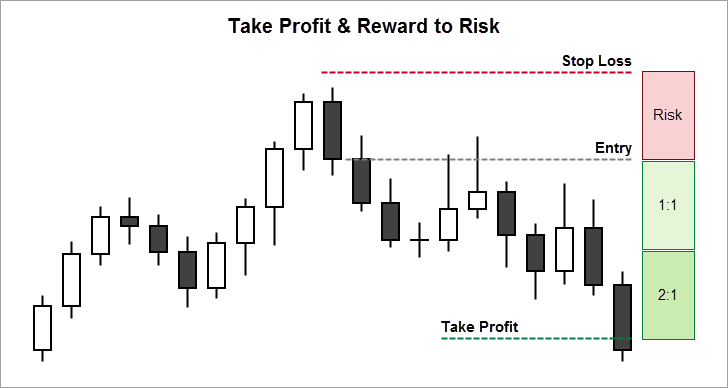 Take Profit & Reward to Risk
Stop Loss
Risk
Entry
1:1
2:1
Take Profit